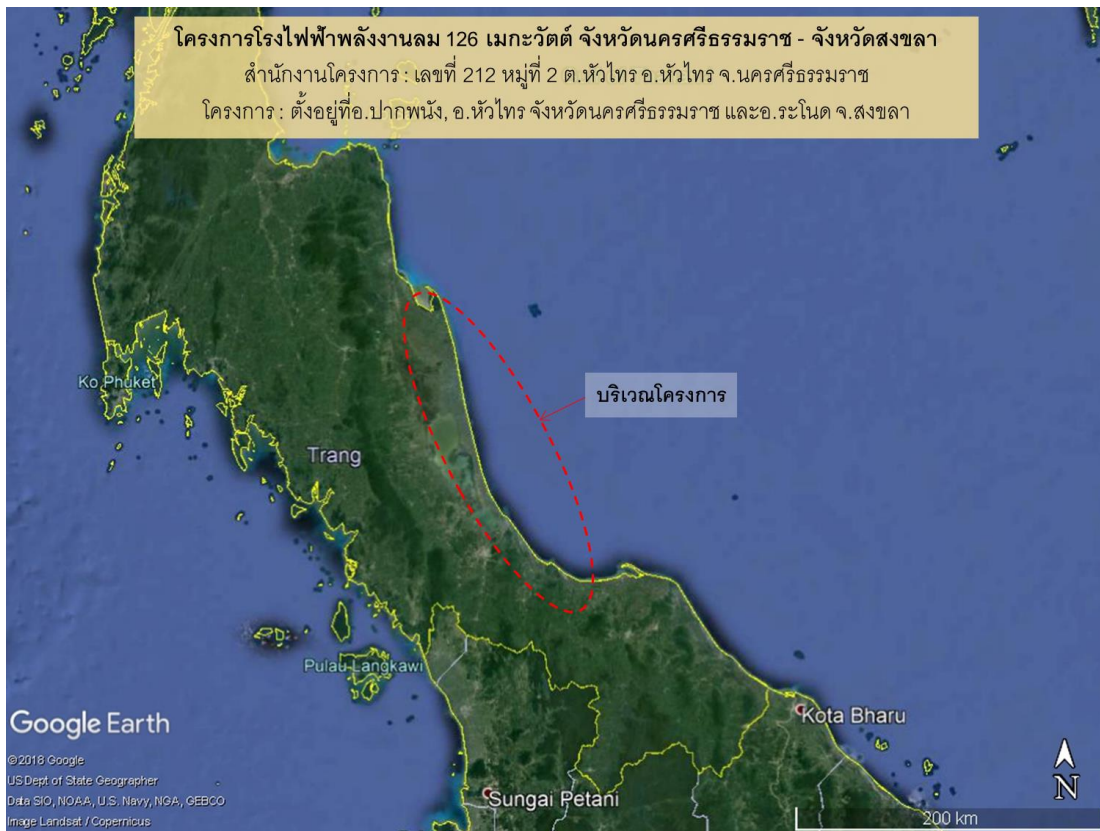 โครงการโรงไฟฟ้าพลังงานลม 126 เมกะวัตต์ จังหวัดนครศรีธรรมราช - จังหวัดสงขลา
สำนักงานโครงการ : เลขที่ 212 หมู่ที่ 2 ต.หัวไทร อ.หัวไทร จ.นครศรีธรรมราช
โครงการ : ตั้งอยู่ที่อ.ปากพนัง, อ.หัวไทร จังหวัดนครศรีธรรมราช และอ.ระโนด จ.สงขลา
Ko Phuket
บริเวณโครงการ
Trang
Pulau Langkawi
Kota Bharu
Sungai Petani
Google Earth
©2018 Google
US Dept of State Geographer
Data SIO, NOAA, U.S. Navy, NGA, GEBCO
Image Landsat / Copernicus
N
200 km